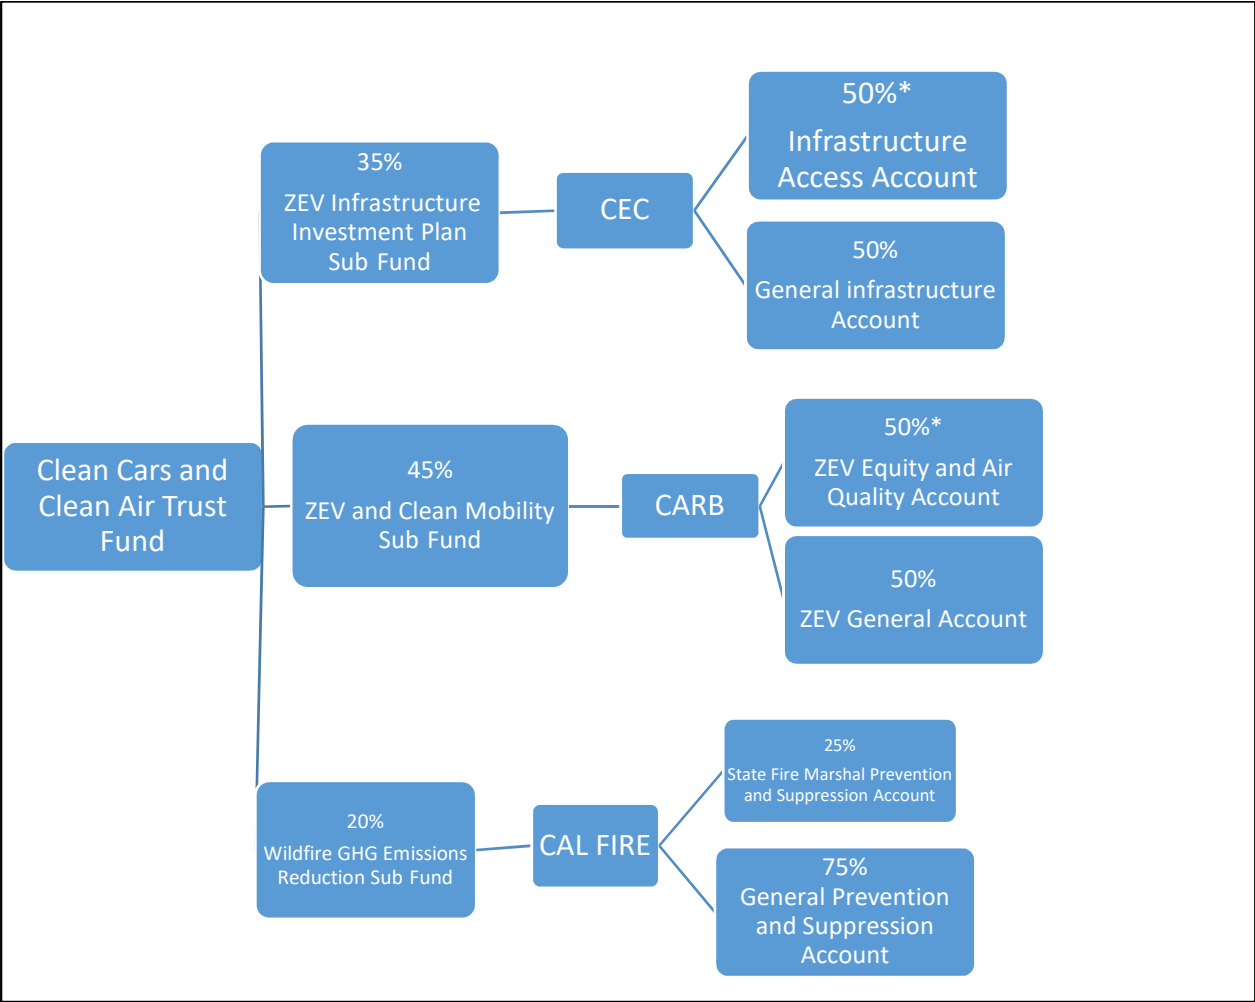 Clean Cars and
Clean Air Trust
Fund
35%
ZEV Infrastructure
Investment Plan
Sub Fund
CEC
50%*
Infrastructure
Access Account
50%
General infrastructure
Account
45%
ZEV and Clean Mobility
Sub Fund
CARB
50%*
ZEV Equity and Air
Quality Account
50%
ZEV General Account
20%
Wildfire GHG Emissions
Reduction Sub Fund
CAL FIRE
25%
State Fire Marshal Prevention
and Suppression Account
75%
General Prevention
and Suppression
Account